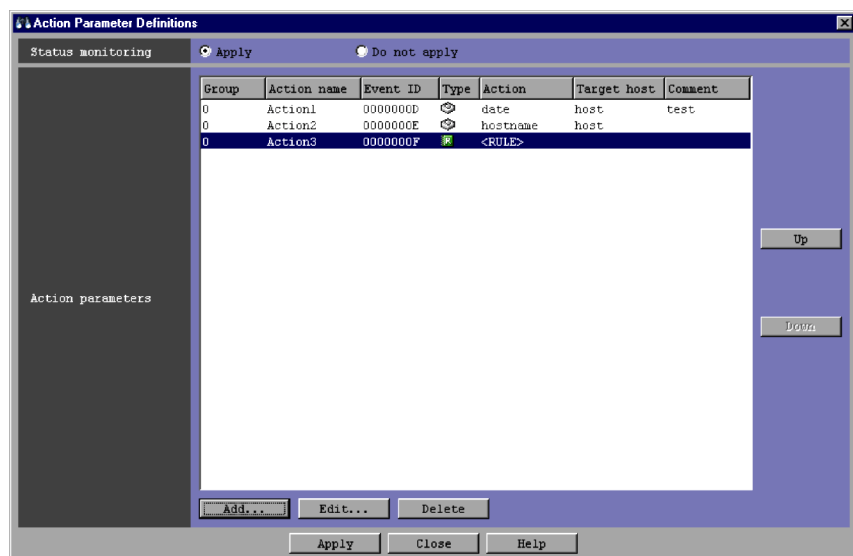 Action Parameter Definitions
Status monitoring Apply Do not apply
Group Action name Event ID Type Action Target host Comment
0 Action1 0000000D date host test
0 Action2 0000000E hostname host
0 Action3 0000000F R <RULE>
Up
Action parameters
Down
Add... Edit... Delete
Apply Close Help